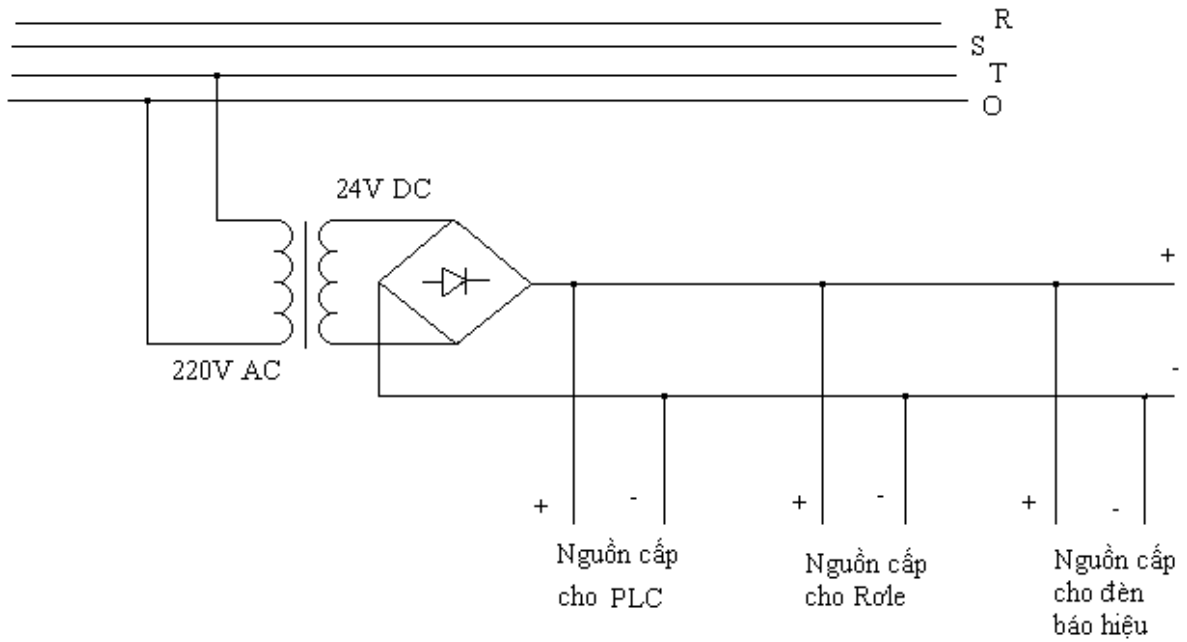 R
S
T
O
24V DC
220V AC
+
-
+
-
+
-
+
-
Nguồn cấp
cho PLC
Nguồn cấp
cho Rơle
Nguồn cấp
cho đèn
báo hiệu